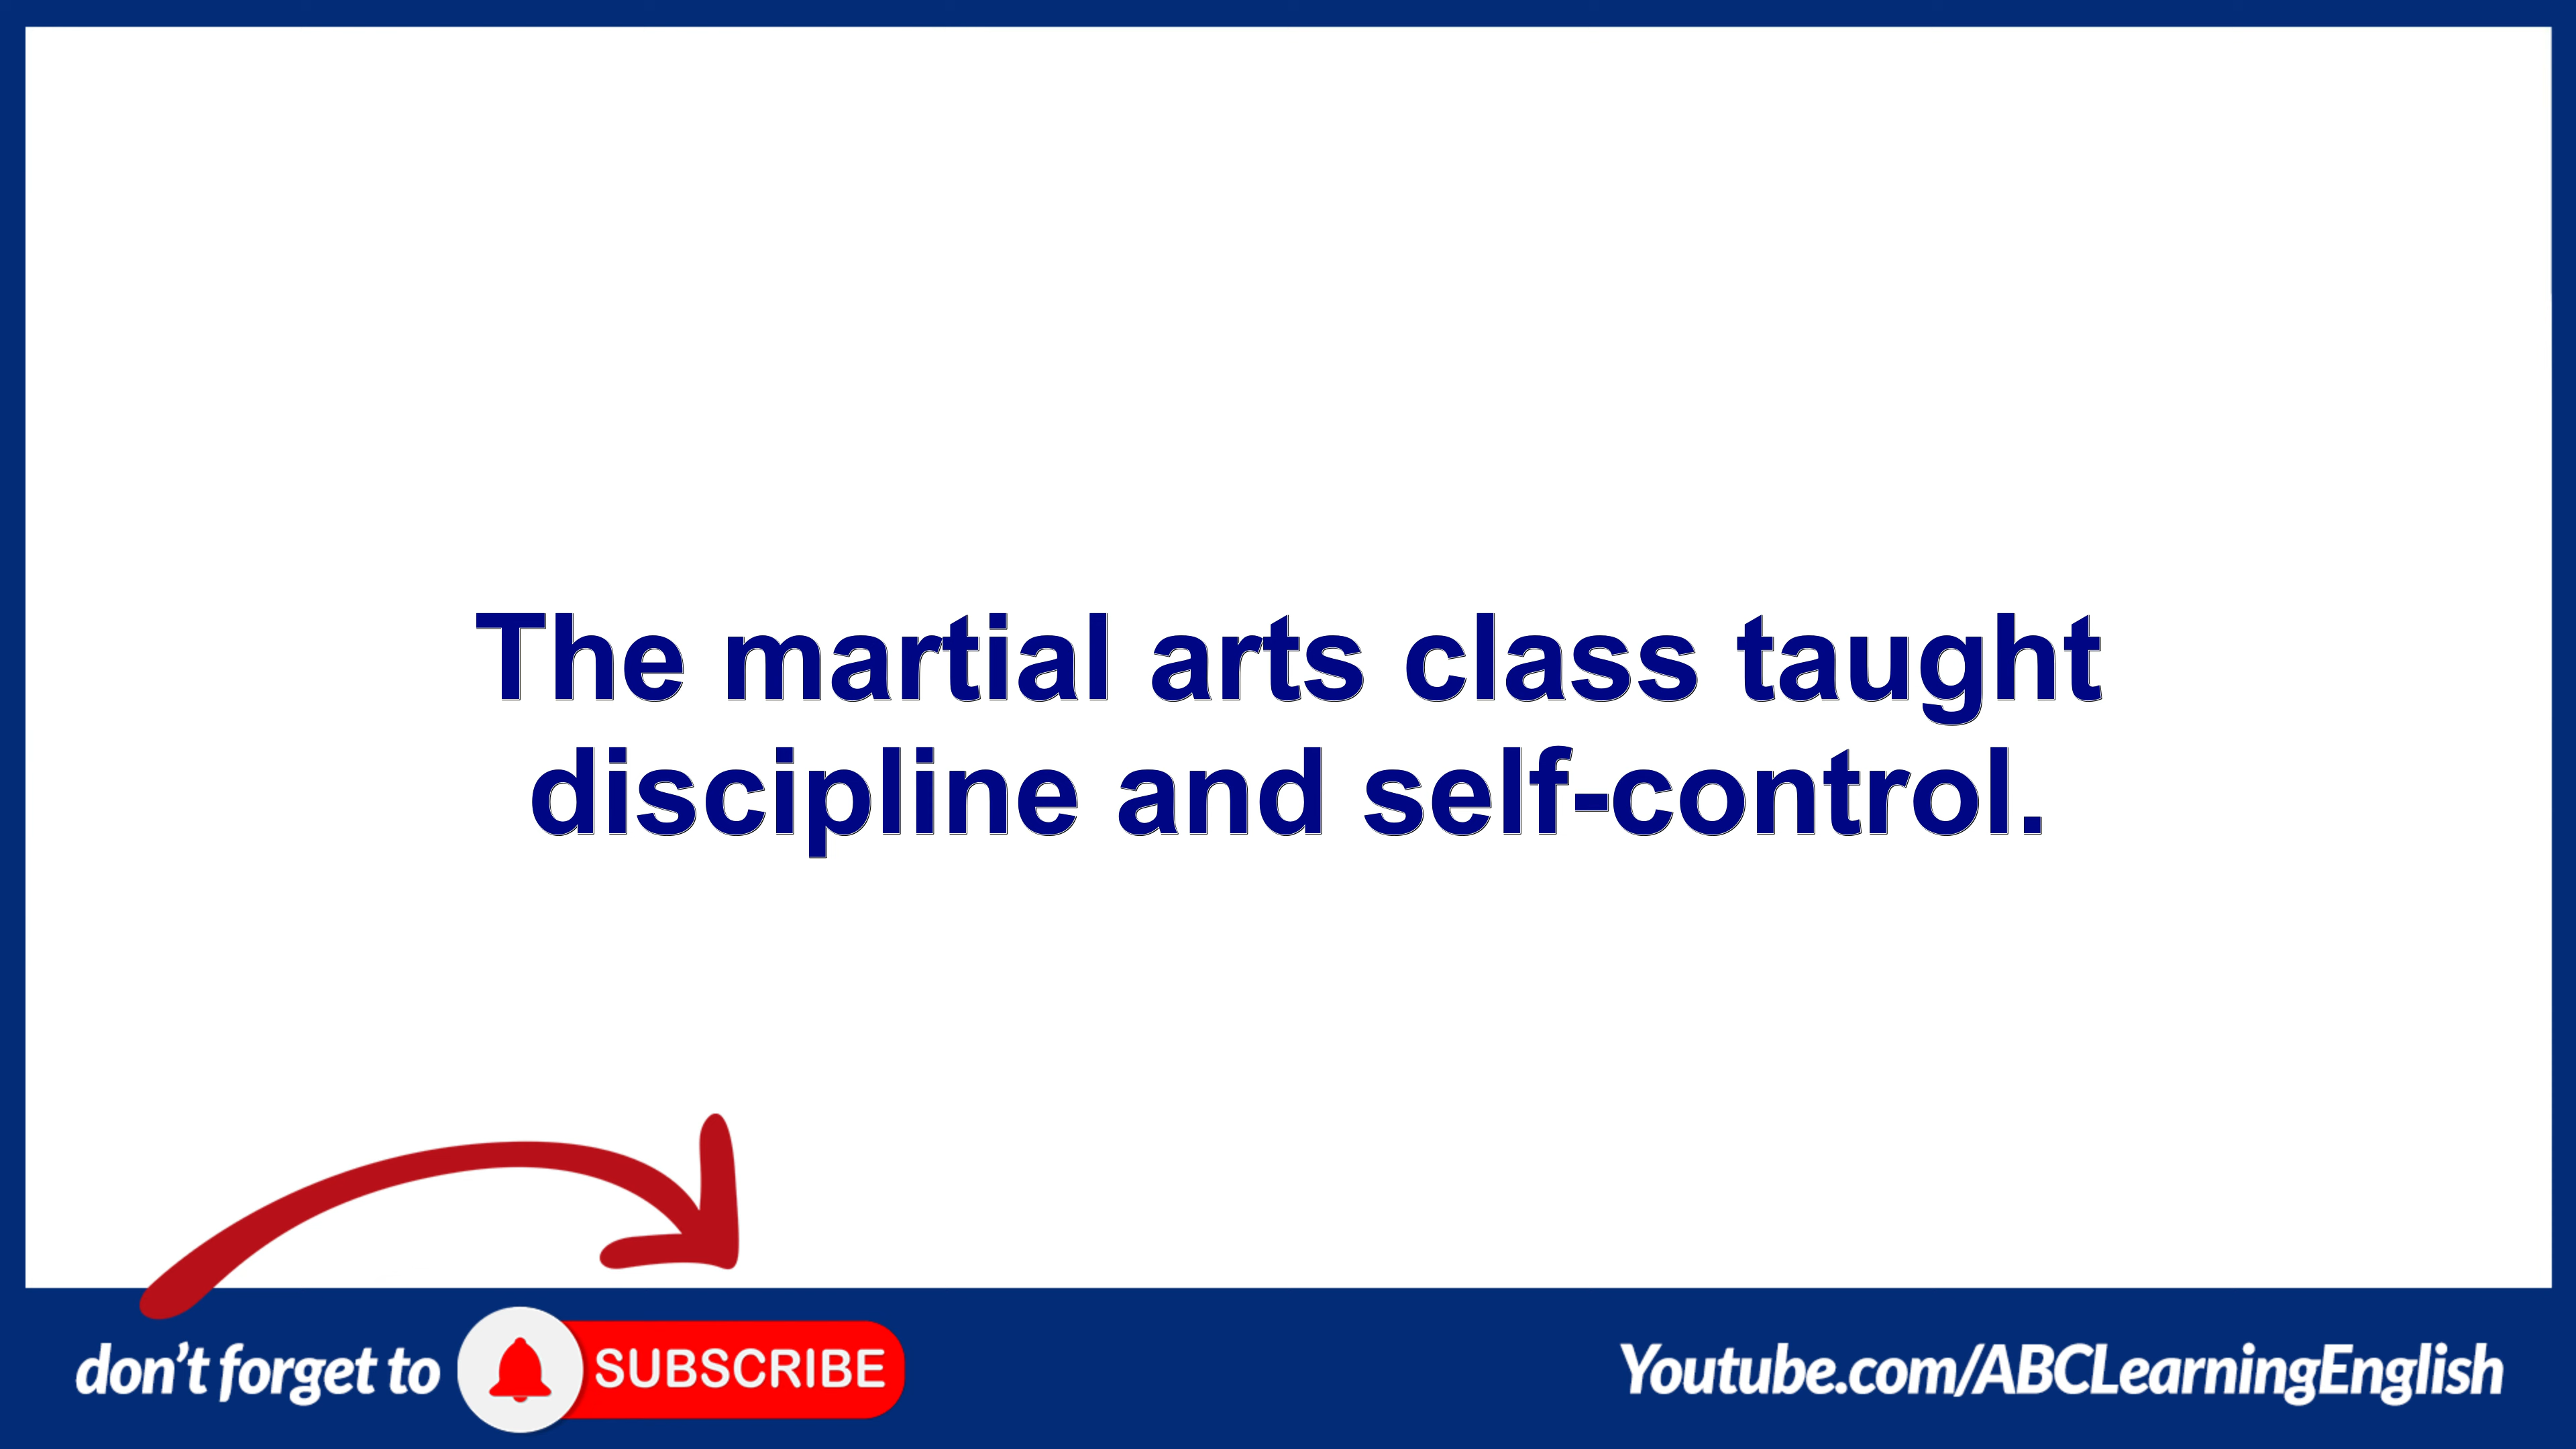 The martial arts class taught
discipline and self-control.
don't forget to SUBSCRIBE
Youtube.com/ABCLearningEnglish